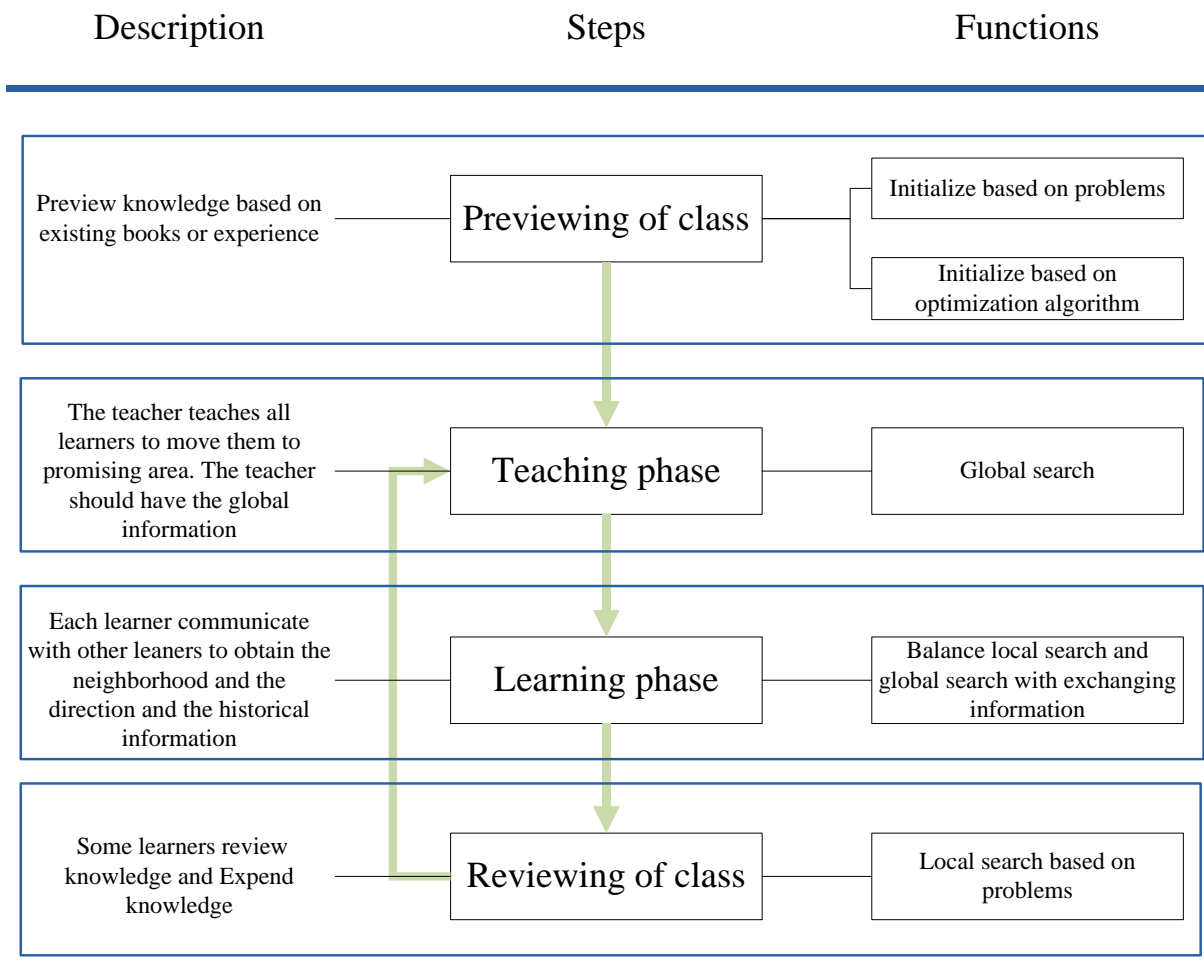 Description
Steps
Functions
Preview knowledge based on
existing books or experience
Previewing of class
Initialize based on problems
Initialize based on
optimization algorithm
The teacher teaches all
learners to move them to
promising area. The teacher
should have the global
information
Teaching phase
Global search
Each learner communicate
with other leaners to obtain the
neighborhood and the
direction and the historical
information
Learning phase
Balance local search and
global search with exchanging
information
Some learners review
knowledge and Expend
knowledge
Reviewing of class
Local search based on
problems